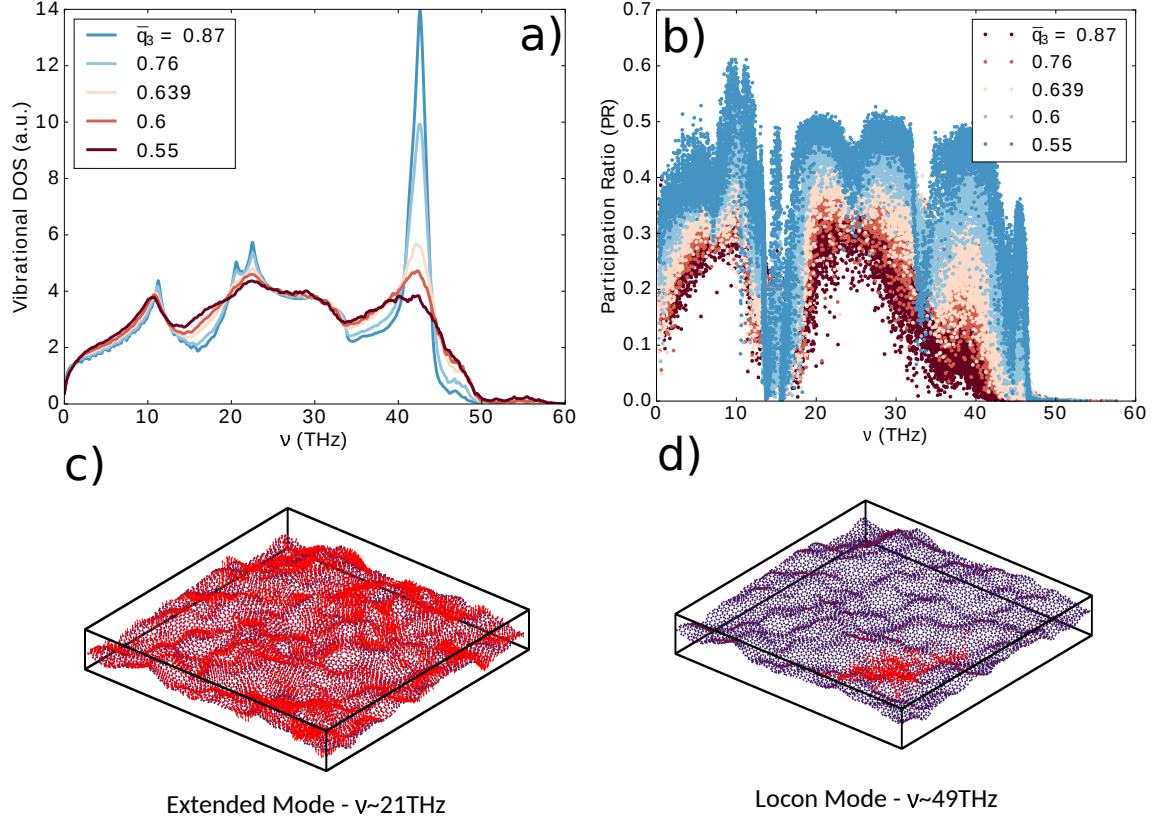 a)
Vibrational DOS (a.u.)
14
12
10
8
6
4
2
0
q̅₃ = 0.87
0.76
0.639
0.6
0.55
0 10 20 30 40 50 60
ν (THz)
b)
Participation Ratio (PR)
0.7
0.6
0.5
0.4
0.3
0.2
0.1
0.0
q̅₃ = 0.87
0.76
0.639
0.6
0.55
0 10 20 30 40 50 60
ν (THz)
c)
Extended Mode - ν~21THz
d)
Locon Mode - ν~49THz